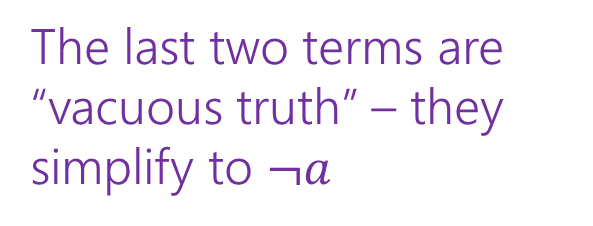 The last two terms are
“vacuous truth” – they
simplify to ¬𝑎